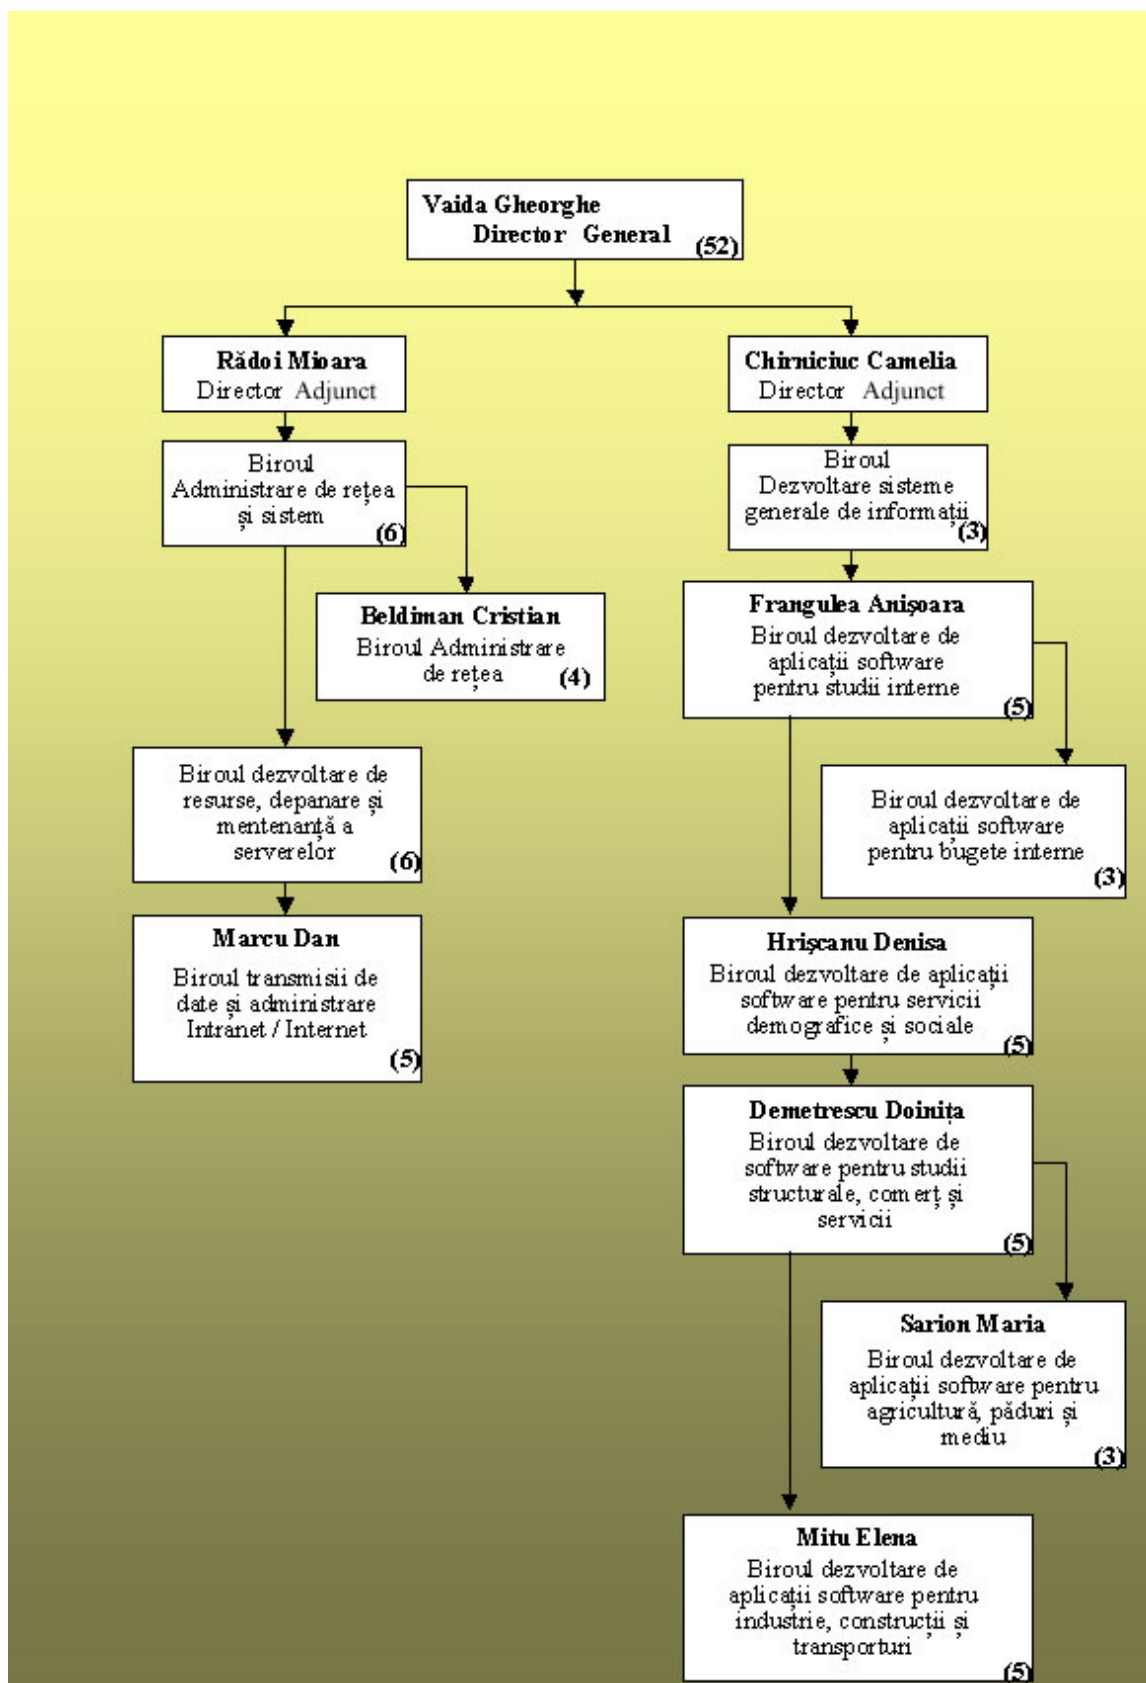 Vaida Gheorghe
Director General
(52)
Rădoi Mioara
Director Adjunct
Biroul
Administrare de rețea
și sistem
(6)
Beldiman Cristian
Biroul Administrare
de rețea
(4)
Biroul dezvoltare de
resurse, depanare și
mentenanță a
serverelor
(6)
Marcu Dan
Biroul transmisii de
date și administrare
Intranet / Internet
(5)
Chirniciuc Camelia
Director Adjunct
Biroul
Dezvoltare sisteme
generale de informații
(3)
Frangulea Anişoara
Biroul dezvoltare de
aplicații software
pentru studii interne
(5)
Biroul dezvoltare de
aplicații software
pentru bugete interne
(3)
Hrişcanu Denisa
Biroul dezvoltare de aplicații
software pentru servicii
demografice și sociale
(5)
Demetrescu Doinița
Biroul dezvoltare de
software pentru studii
structurale, comerț și
servicii
(5)
Sarion Maria
Biroul dezvoltare de
aplicații software pentru
agricultură, păduri și
mediu
(3)
Mitu Elena
Biroul dezvoltare de
aplicații software pentru
industrie, construcții și
transporturi
(5)